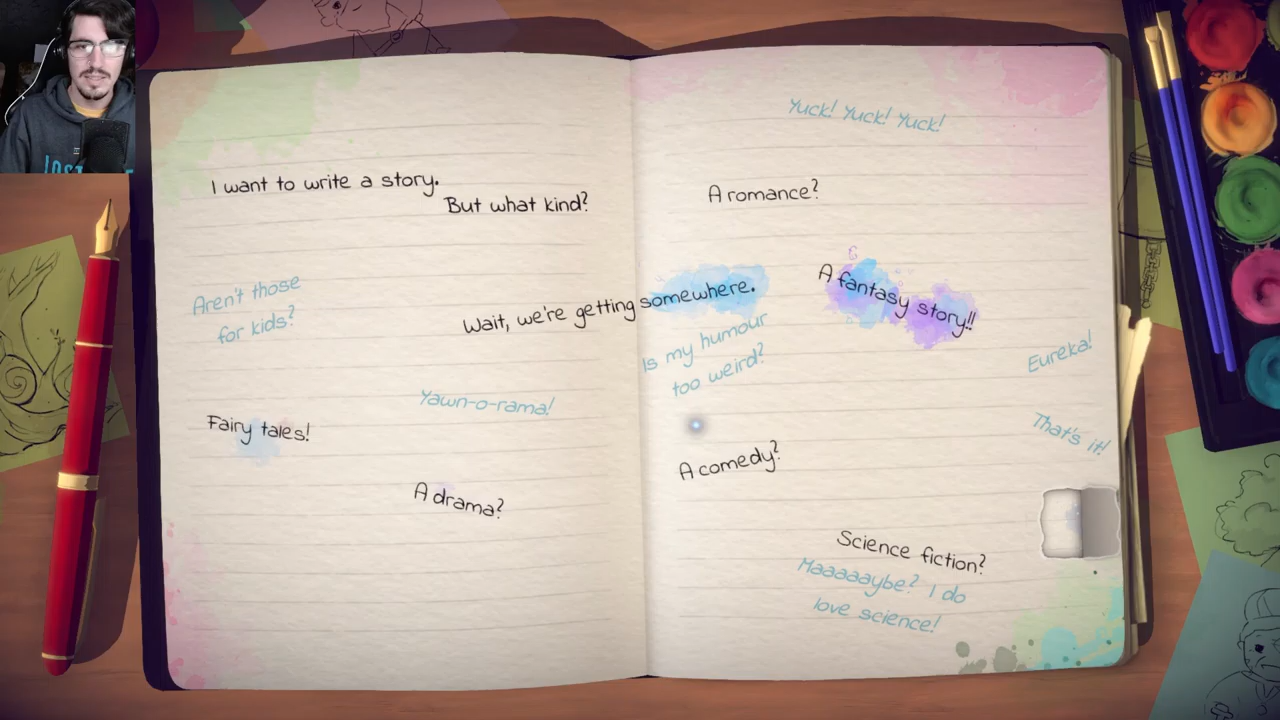 I want to write a story.
But what kind?
Aren't those
for kids?
Fairy tales!
Yawn-o-rama!
A drama?
Wait, we're getting somewhere.
Yuck! Yuck! Yuck!
A romance?
A fantasy story!!
Is my humour
too weird?
A comedy?
Eureka!
That's it!
Science fiction?
Maaaaaybe? I do
love science!